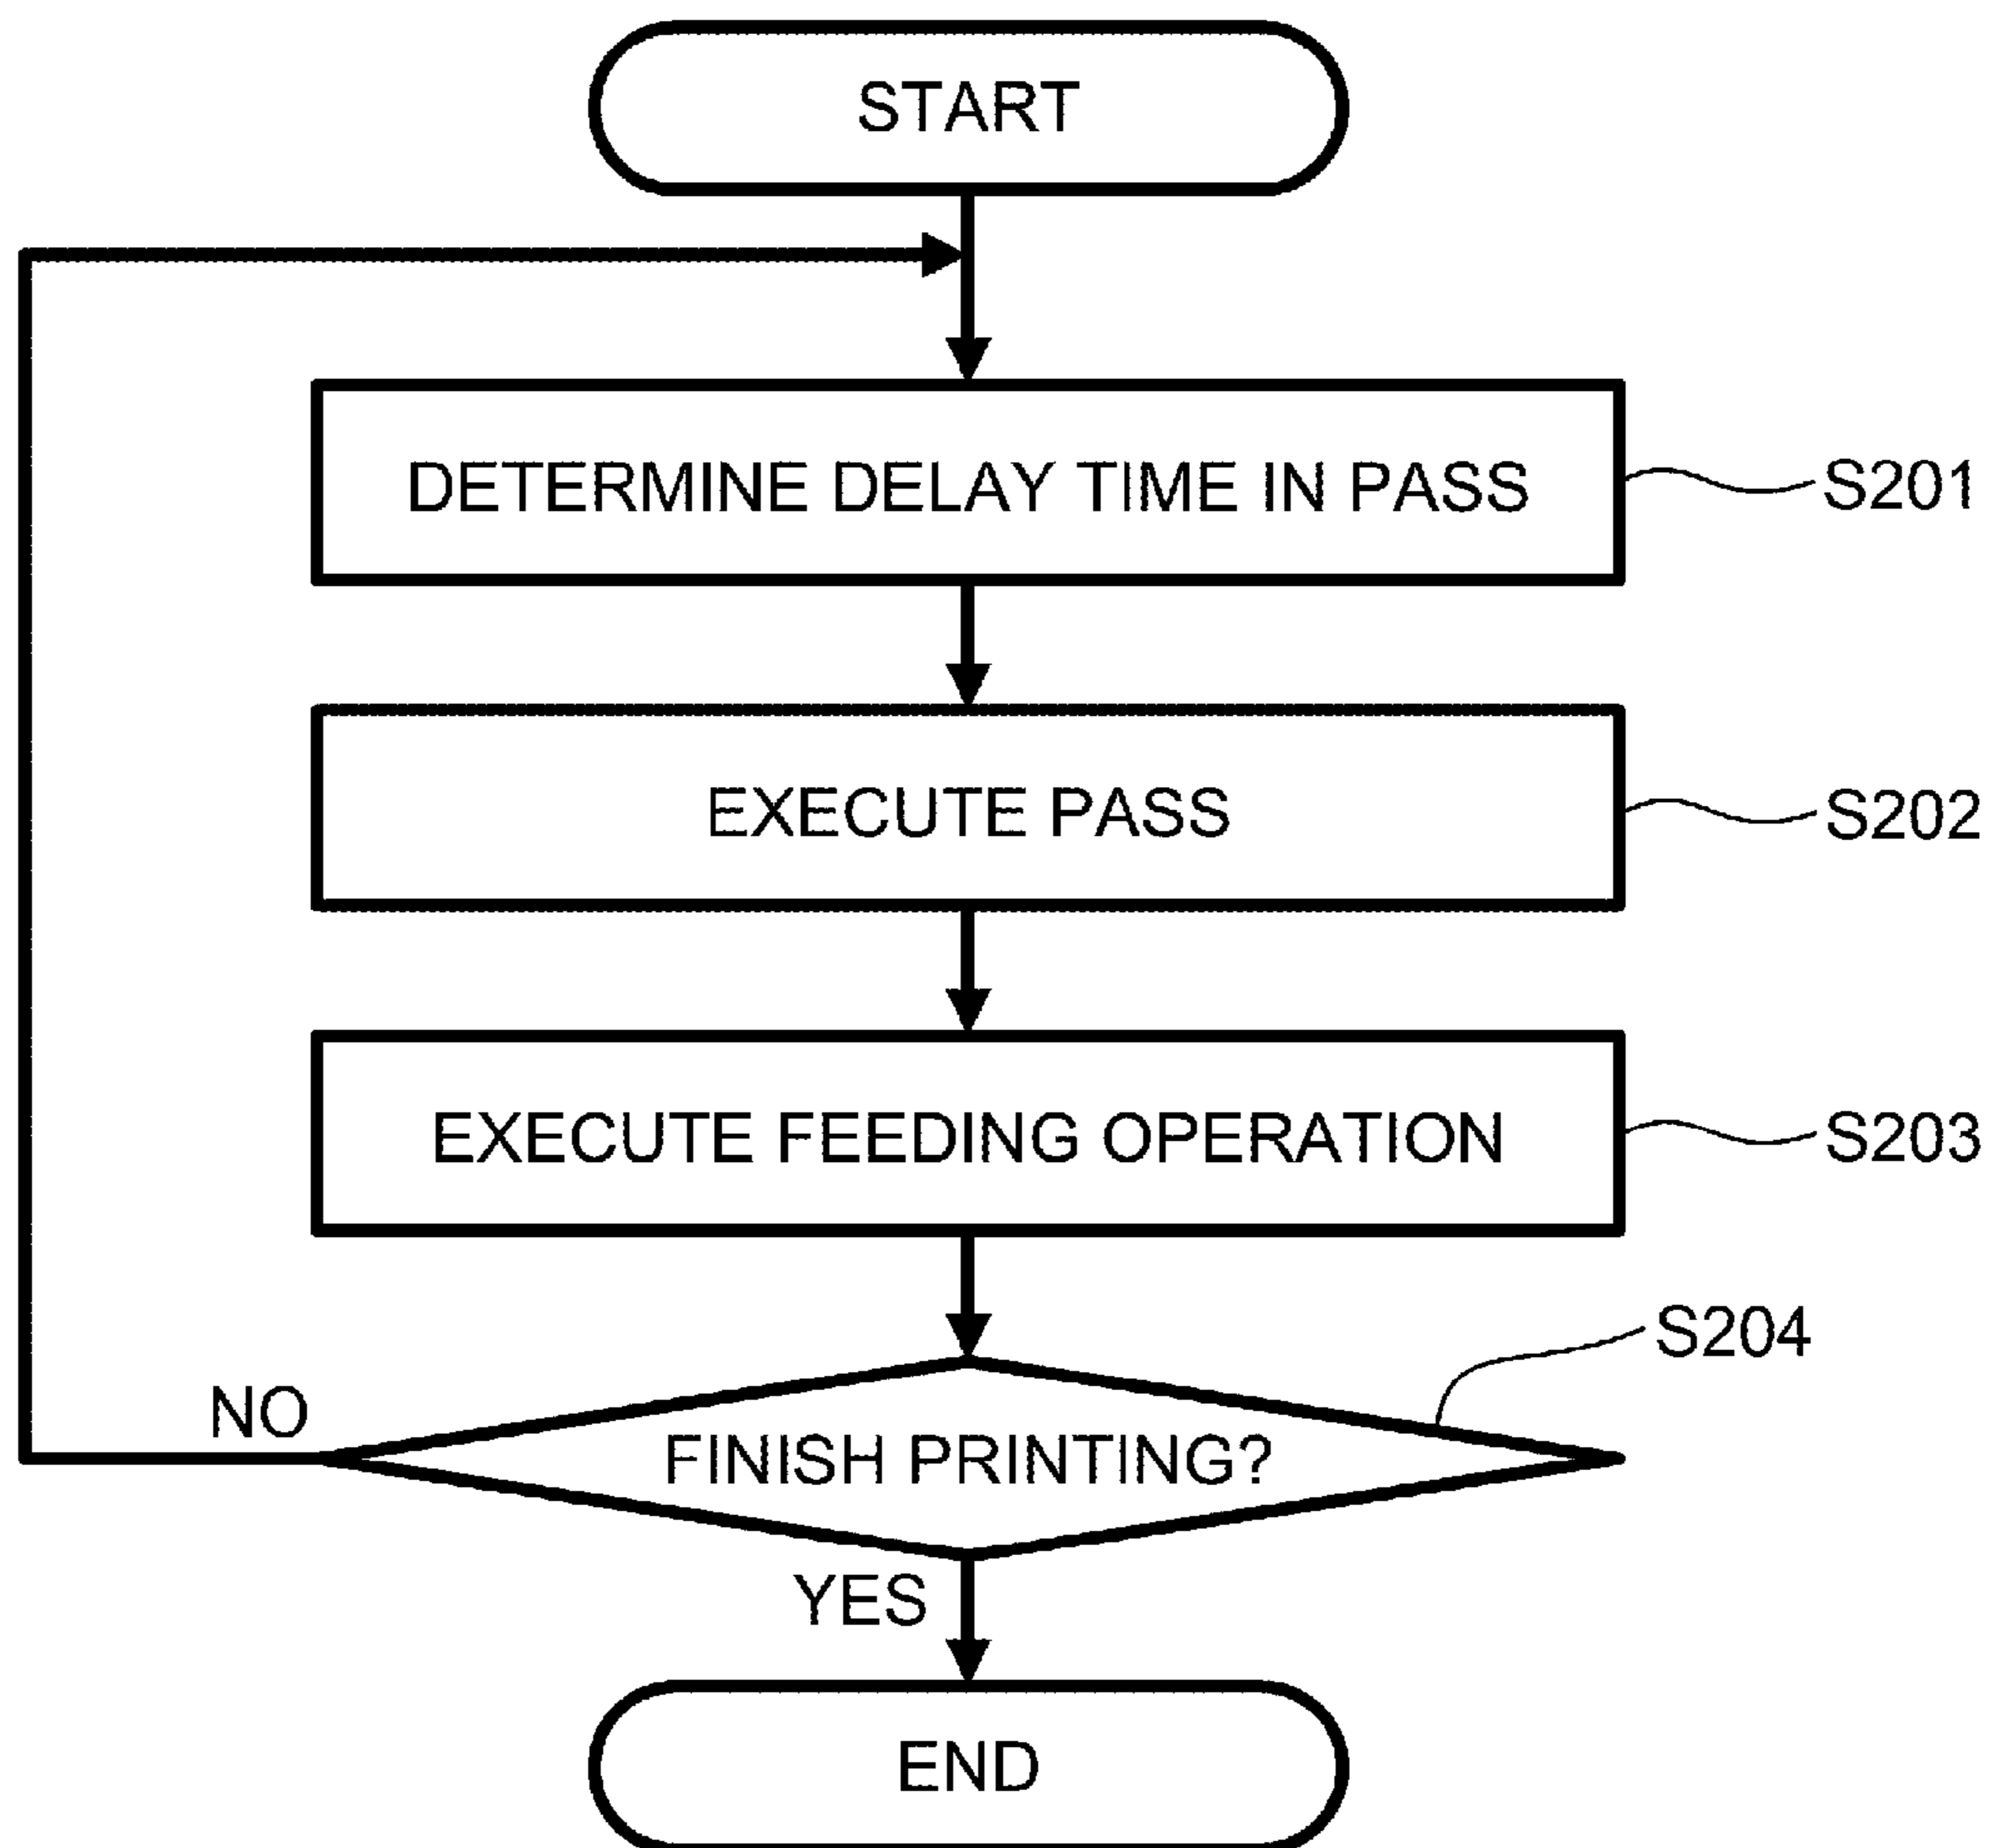 START
DETERMINE DELAY TIME IN PASS
S201
EXECUTE PASS
S202
EXECUTE FEEDING OPERATION
S203
S204
NO
FINISH PRINTING?
YES
END